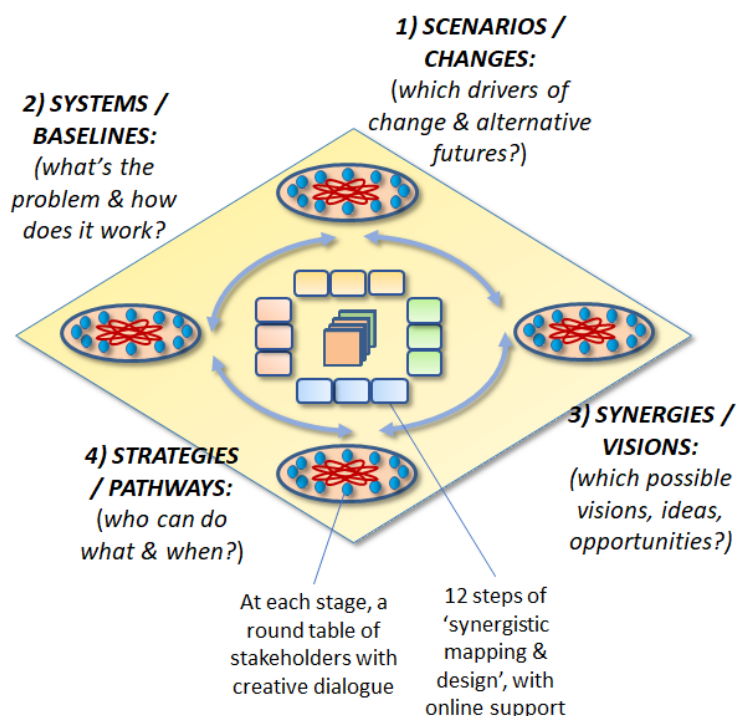 1) SCENARIOS /
CHANGES:
(which drivers of
change & alternative
futures?)
2) SYSTEMS /
BASELINES:
(what's the
problem & how
does it work?
3) SYNERGIES /
VISIONS:
(which possible
visions, ideas,
opportunities?)
4) STRATEGIES
/ PATHWAYS:
(who can do
what & when?)
At each stage, a
round table of
stakeholders with
creative dialogue
12 steps of
‘synergistic
mapping &
design’, with
online support